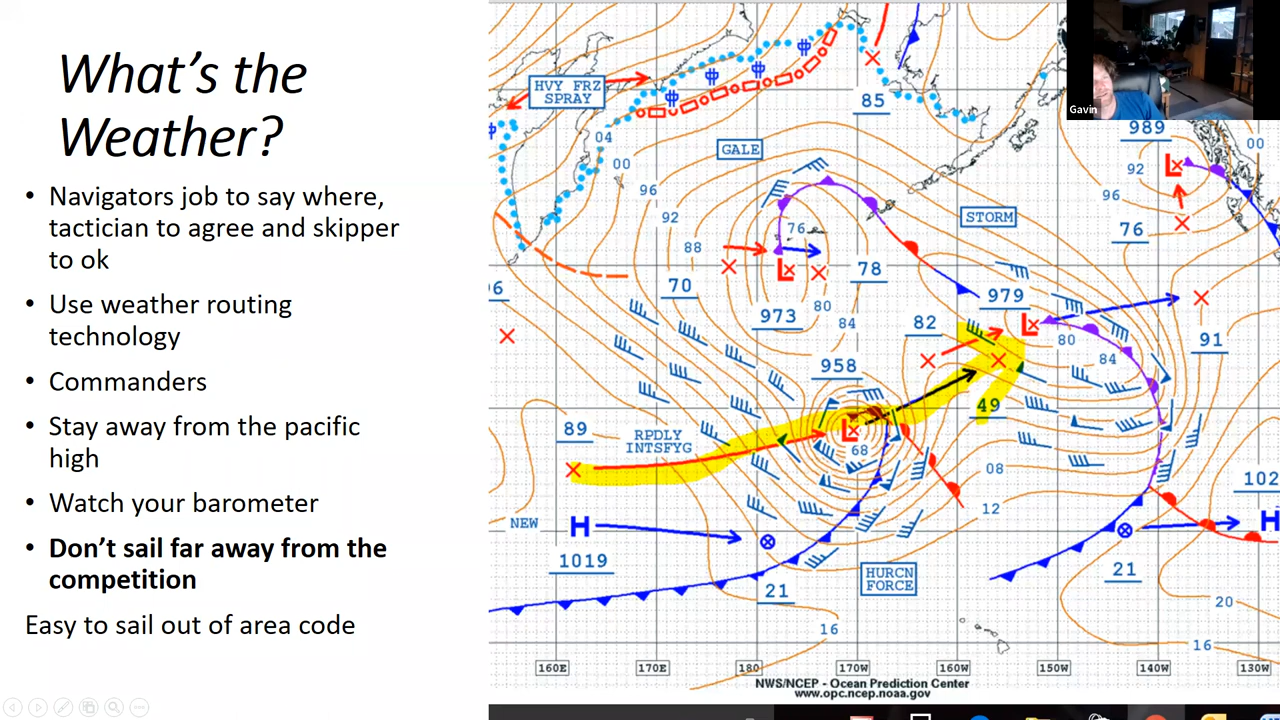 What's the
Weather?
• Navigators job to say where,
tactician to agree and skipper
to ok
• Use weather routing
technology
• Commanders
• Stay away from the pacific
high
• Watch your barometer
• Don't sail far away from the
competition
Easy to sail out of area code
HVY FRZ
SPRAY
GALE
STORM
Gavin
85
989
00
92
96
76
04
00
96
92
88
76
70
78
973
80
84
06
979
82
80
84
91
958
49
89
RPDLY
INTSFYG
68
08
12
102
NEW
H
H
1019
21
HURCN
FORCE
21
20
16
16
L
L
L
L
160E
170E
180
170W
160W
150W
140W
130W
NWS/NCEP - Ocean Prediction Center
www.opc.ncep.noaa.gov